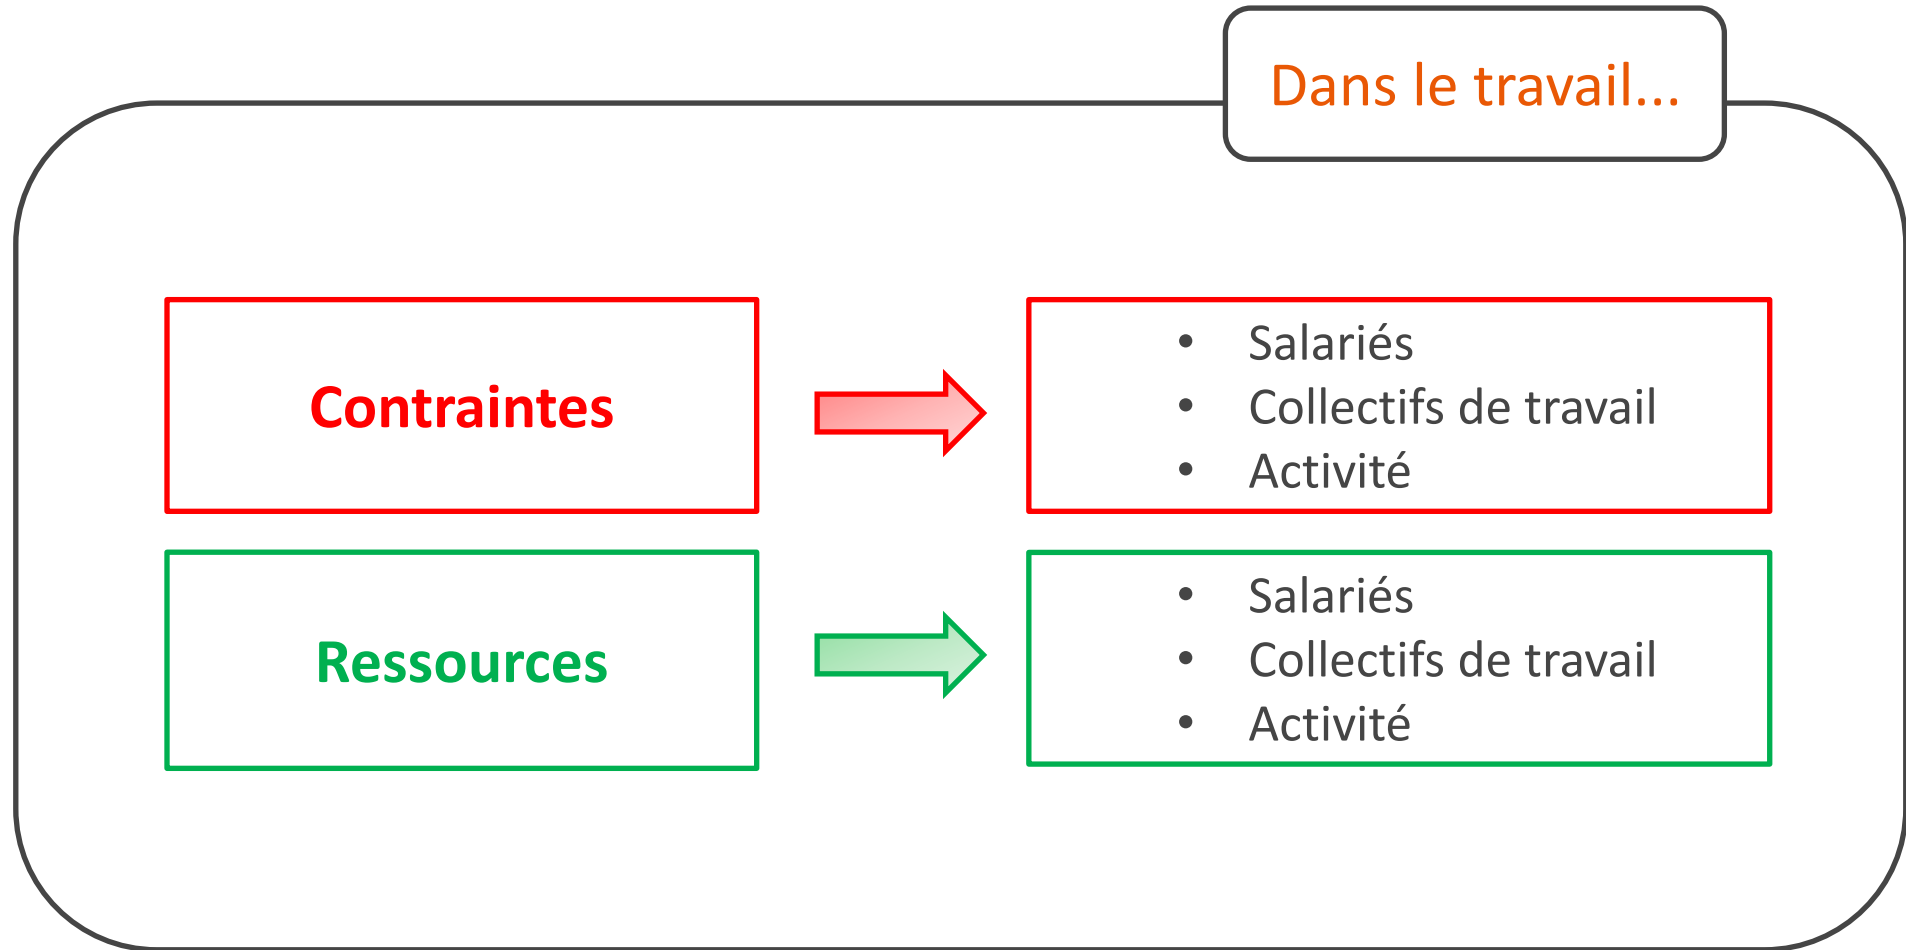 Dans le travail...
Contraintes
• Salariés
• Collectifs de travail
• Activité
Ressources
• Salariés
• Collectifs de travail
• Activité